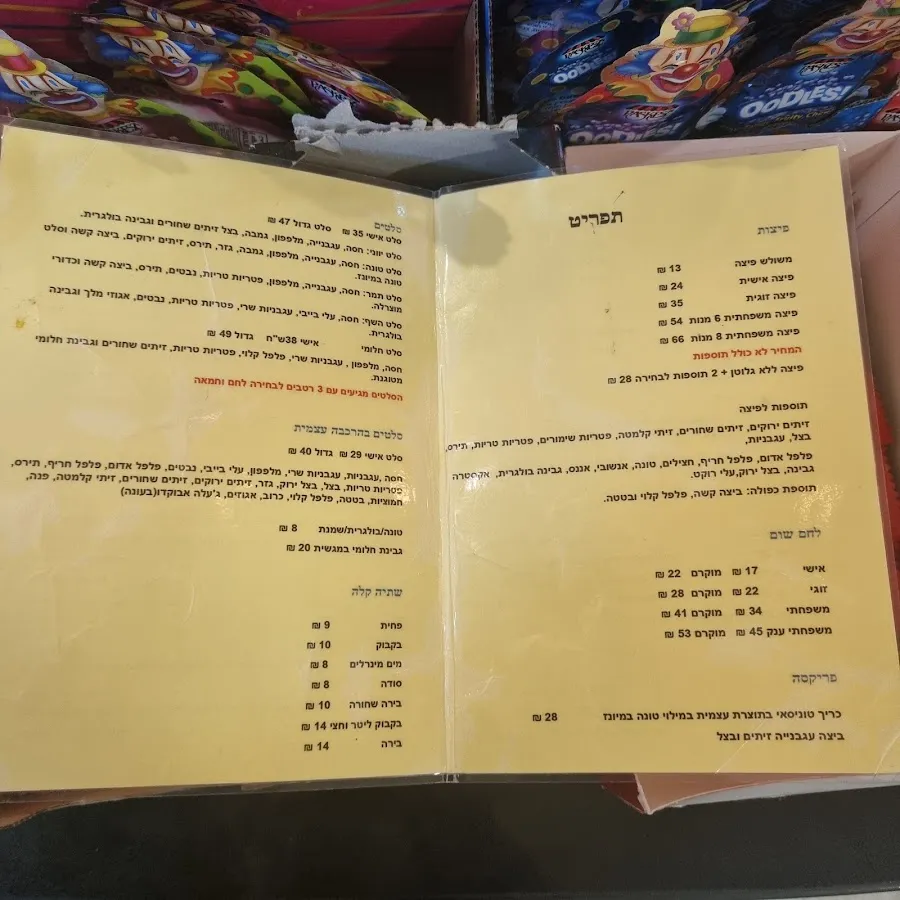 OODLES!
OODLES!
OODLES!
תפריט
פיצות
משולש פיצה 13 ₪
פיצה אישית 24 ₪
פיצה זוגית 35 ₪
פיצה משפחתית 6 מנות 54 ₪
פיצה משפחתית 8 מנות 66 ₪
המחיר לא כולל תוספות
פיצה ללא גלוטן + 2 תוספות לבחירה 28 ₪
תוספות לפיצה
זיתים ירוקים, זיתים שחורים, זיתי קלמטה, פטריות שימורים, פטריות טריות, תירס,
בצל, עגבניות,
פלפל אדום, פלפל חריף, חצילים, טונה, אנשובי, אננס, גבינה בולגרית, אקסטרה
גבינה, בצל ירוק,עלי רוקט.
תוספת כפולה: ביצה קשה, פלפל קלוי ובטטה.
לחם שום
אישי 17 ₪ מוקרם 22 ₪
זוגי 22 ₪ מוקרם 28 ₪
משפחתי 34 ₪ מוקרם 41 ₪
משפחתי ענק 45 ₪ מוקרם 53 ₪
פריקסה
כריך טוניסאי בתוצרת עצמית במילוי טונה במיונז 28 ₪
ביצה עגבנייה זיתים ובצל
סלטים
סלט אישי 35 ₪ סלט גדול 47 ₪
סלט יווני: חסה, עגבנייה, מלפפון, גמבה, בצל זיתים שחורים וגבינה בולגרית.
סלט טונה: חסה, עגבנייה, מלפפון, גמבה, גזר, תירס, זיתים ירוקים, ביצה קשה וסלט
טונה במיונז.
סלט תמר: חסה, עגבנייה, מלפפון, פטריות טריות, נבטים, תירס, ביצה קשה וכדורי
מוצרלה.
סלט השף: חסה, עלי בייבי, עגבניות שרי, פטריות טריות, נבטים, אגוזי מלך וגבינה
בולגרית.
סלט חלומי אישי 38ש"ח גדול 49 ₪
חסה, מלפפון , עגבניות שרי, פלפל קלוי, פטריות טריות, זיתים שחורים וגבינת חלומי
מטוגנת.
הסלטים מגיעים עם 3 רטבים לבחירה לחם וחמאה
סלטים בהרכבה עצמית
סלט אישי 29 ₪ גדול 40 ₪
חסה, עגבניות, עגבניות שרי, מלפפון, עלי בייבי, נבטים, פלפל אדום, פלפל חריף, תירס,
פטריות טריות, בצל, בצל ירוק, גזר, זיתים ירוקים, זיתים שחורים, זיתי קלמטה, פנה,
חמוציות, בטטה, פלפל קלוי, כרוב, אגוזים, ג'עלה אבוקדו(בעונה)
טונה/בולגרית/שמנת 8 ₪
גבינת חלומי במגשית 20 ₪
שתיה קלה
פחית 9 ₪
בקבוק 10 ₪
מים מינרלים 8 ₪
סודה 8 ₪
בירה שחורה 10 ₪
בקבוק ליטר וחצי 14 ₪
בירה 14 ₪